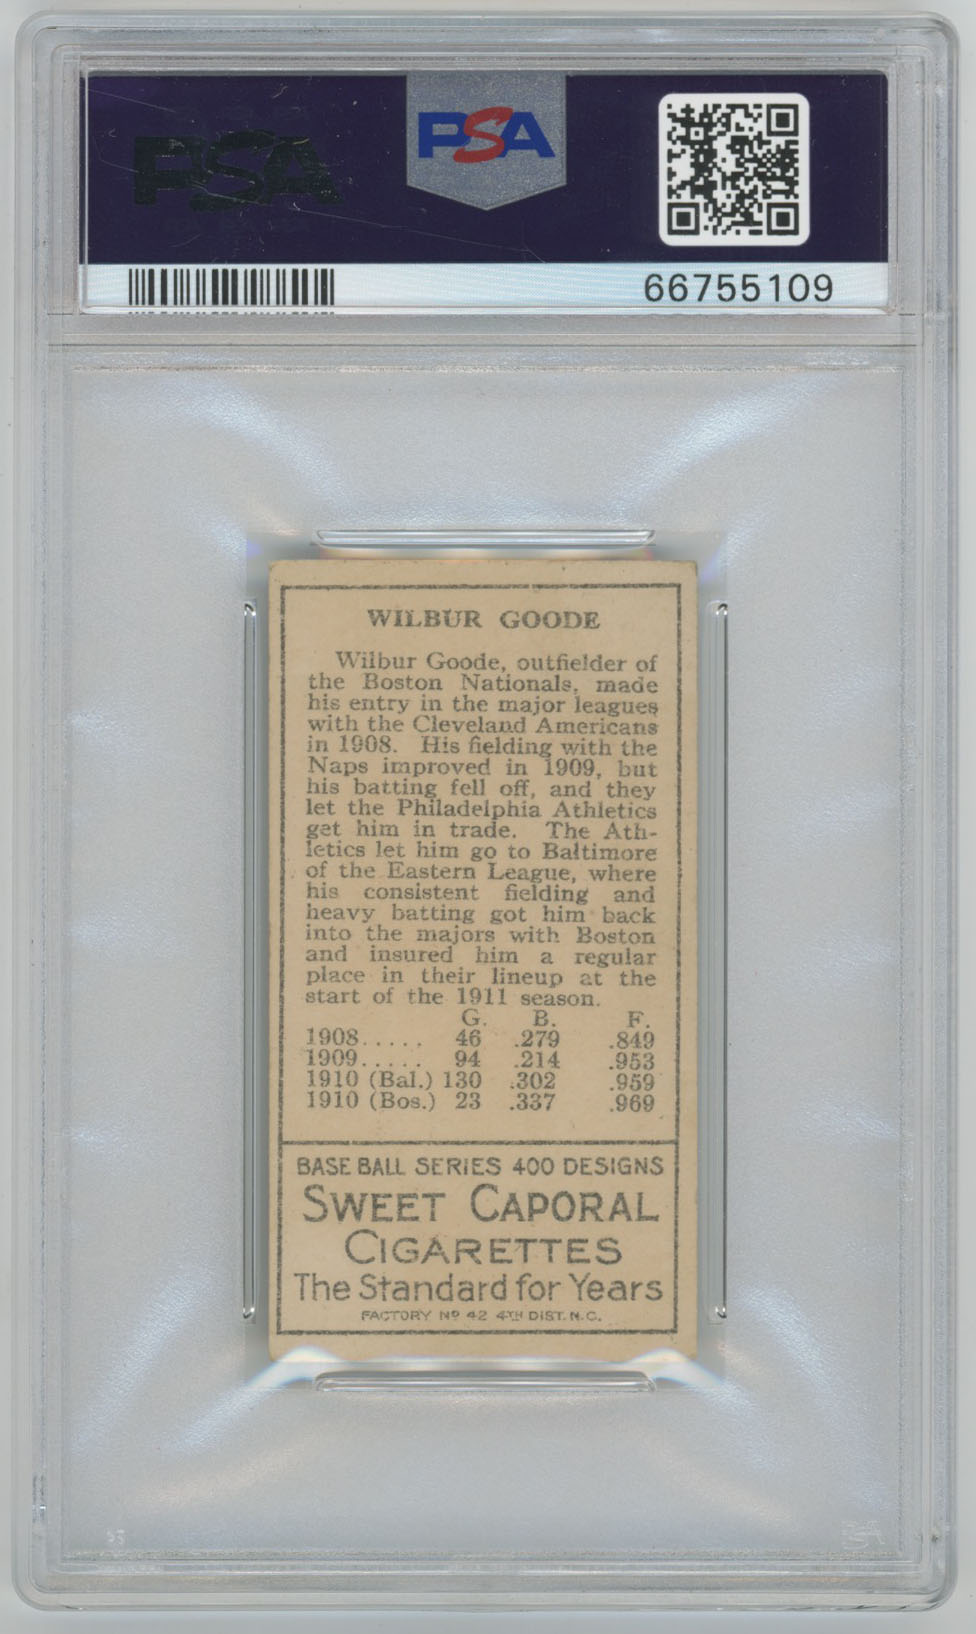 PSA
PSA
66755109
WILBUR GOODE
Wilbur Goode, outfielder of
the Boston Nationals, made
his entry in the major leagues
with the Cleveland Americans
in 1908. His fielding with the
Naps improved in 1909, but
his batting fell off, and they
let the Philadelphia Athletics
get him in trade. The Ath-
letics let him go to Baltimore
of the Eastern League, where
his consistent fielding and
heavy batting got him back
into the majors with Boston
and insured him a regular
place in their lineup at the
start of the 1911 season.
G. B. F.
1908..... 46 .279 .849
1909..... 94 .214 .953
1910 (Bal.) 130 .302 .959
1910 (Bos.) 23 .337 .969
BASE BALL SERIES 400 DESIGNS
SWEET CAPORAL
CIGARETTES
The Standard for Years
FACTORY No 42 4TH DIST. N.C.
PSA